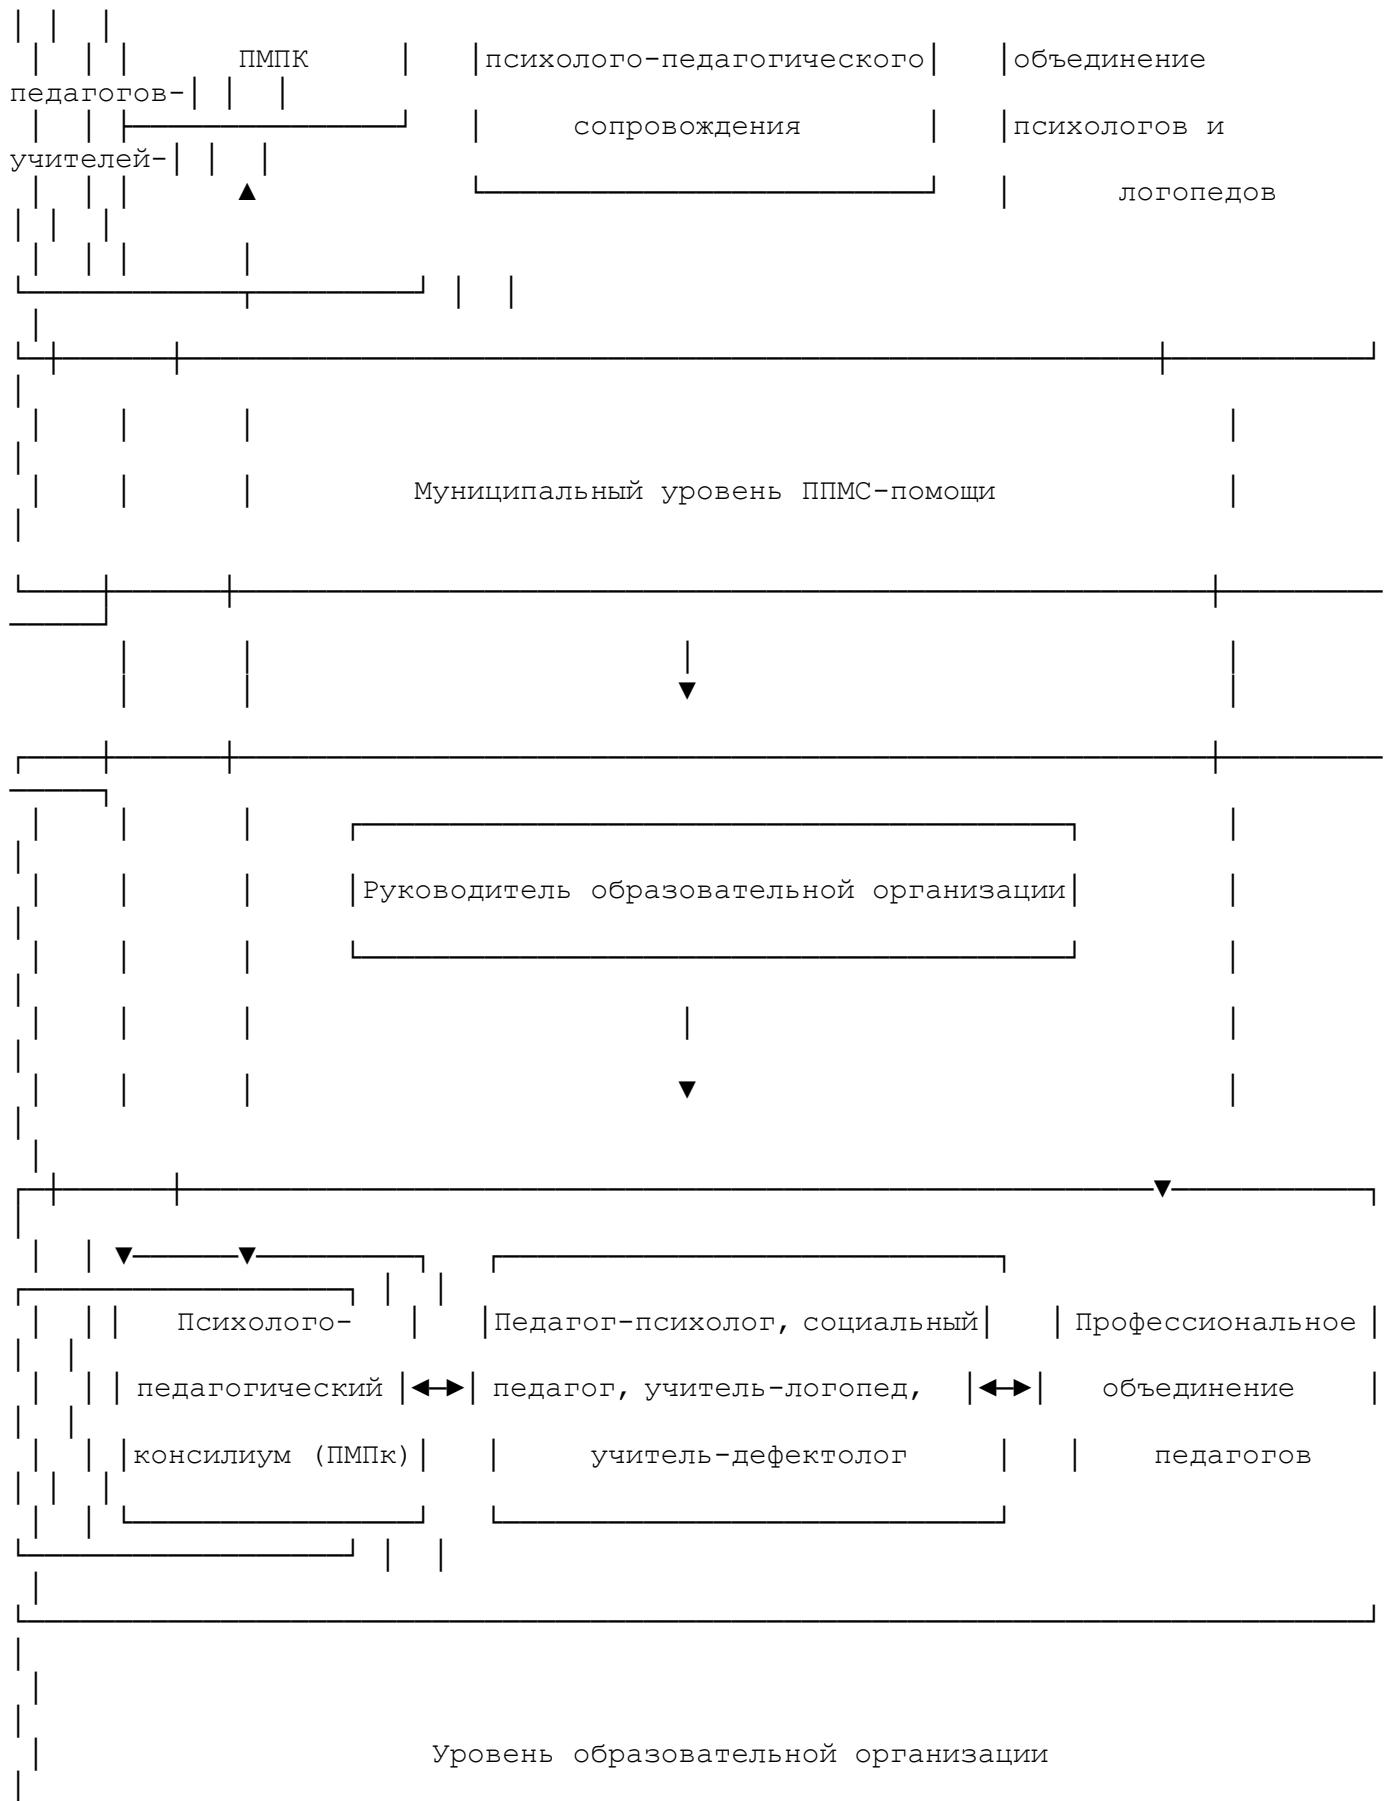 ПМПК психолого-педагогического объединение
педагогов-
сопровождения психологов и
учителей-
логопедов
Муниципальный уровень ППМС-помощи
Руководитель образовательной организации
Психолого- Педагог-психолог, социальный Профессиональное
педагогический педагог, учитель-логопед, объединение
консилиум (ПМПк) учитель-дефектолог педагогов
Уровень образовательной организации